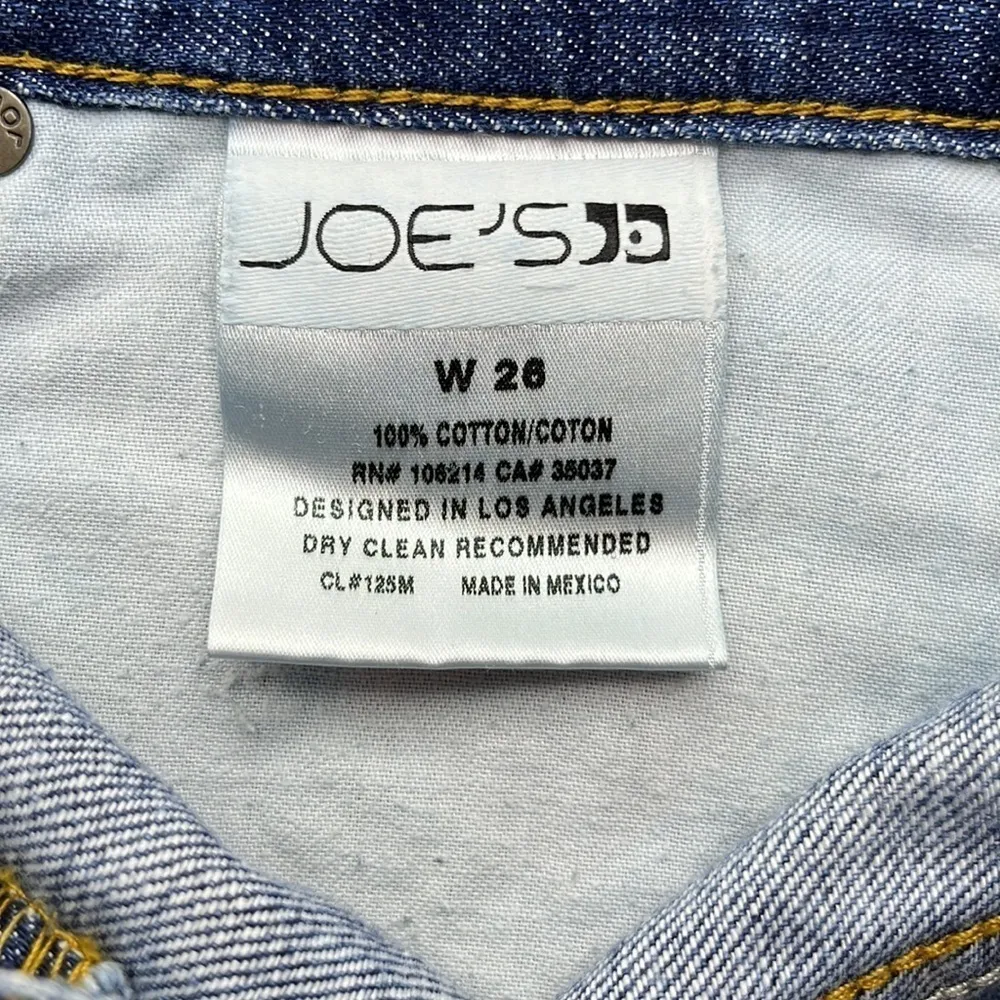 JOE'S
W 26
100% COTTON/COTON
RN# 106214 CA# 35037
DESIGNED IN LOS ANGELES
DRY CLEAN RECOMMENDED
CL#125M MADE IN MEXICO